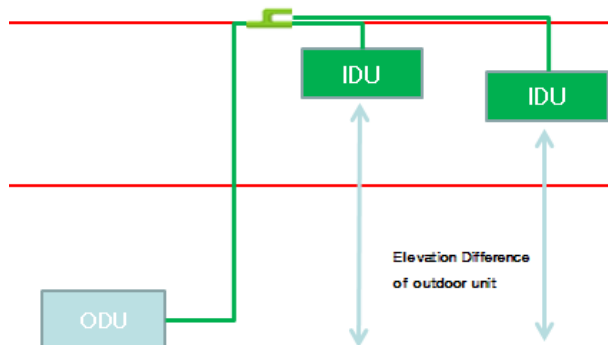 IDU
IDU
Elevation Difference
of outdoor unit
ODU